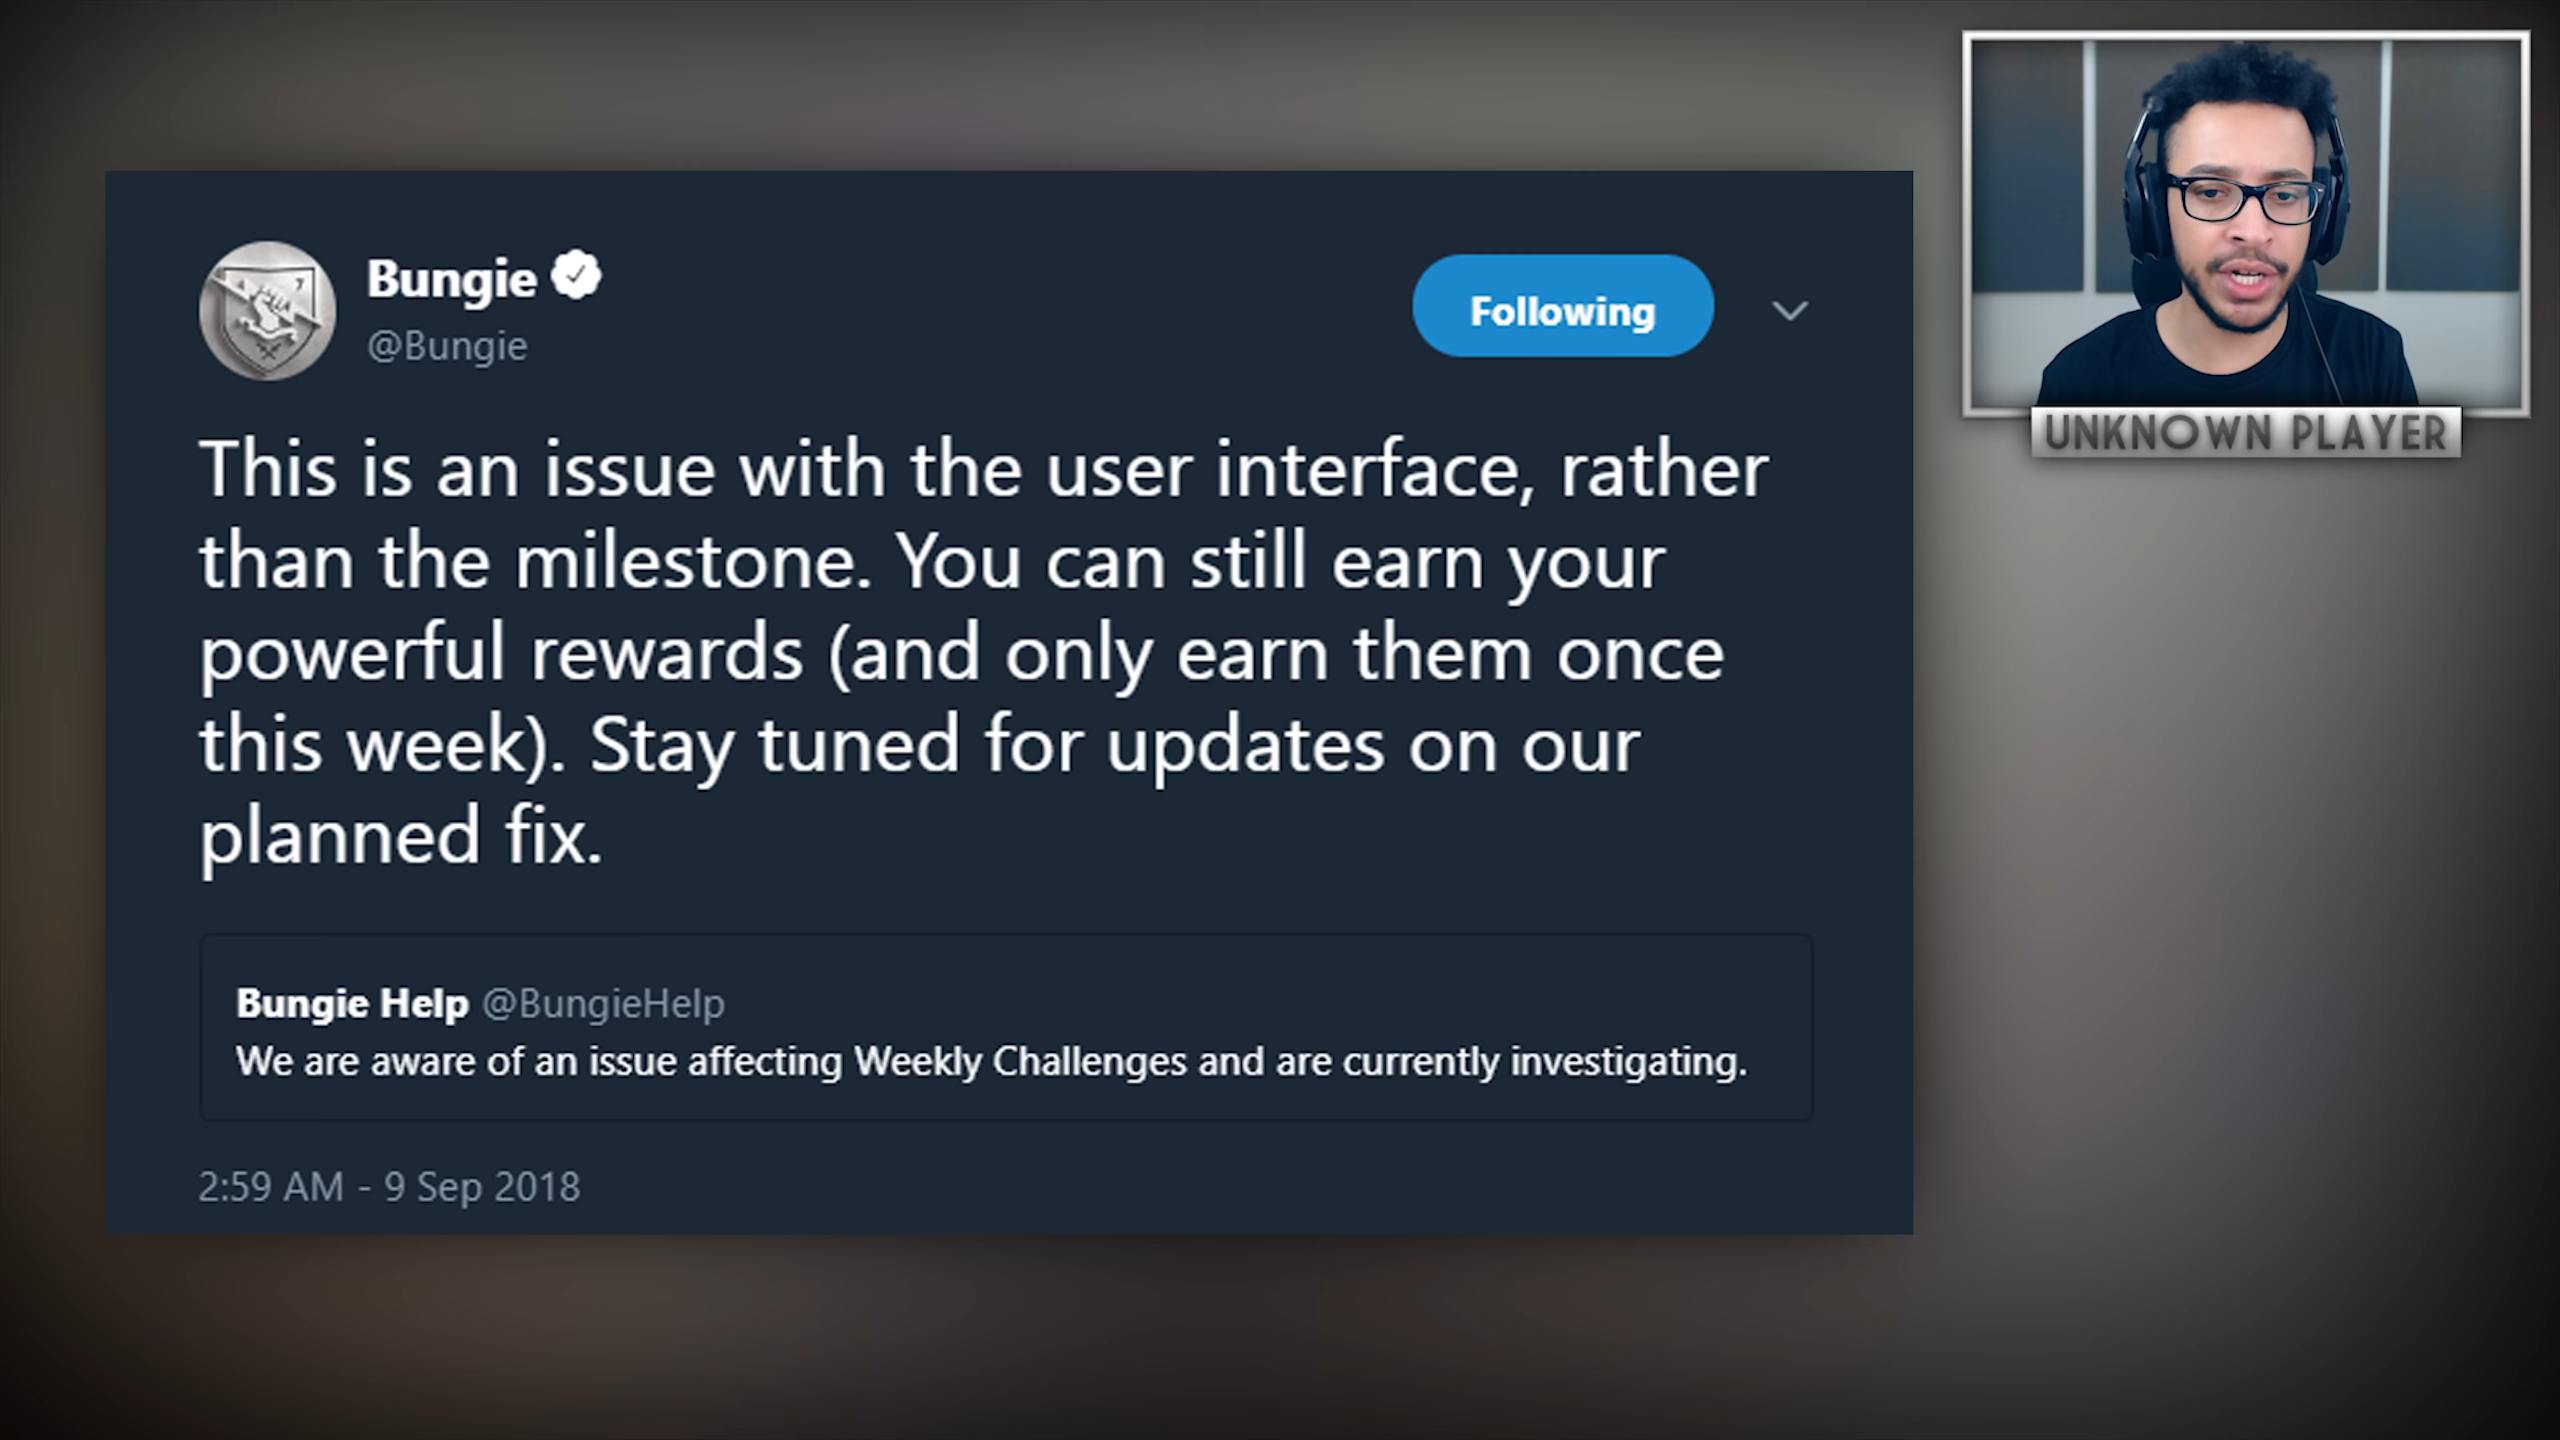 Bungie
@Bungie
Following
This is an issue with the user interface, rather
than the milestone. You can still earn your
powerful rewards (and only earn them once
this week). Stay tuned for updates on our
planned fix.
Bungie Help @BungieHelp
We are aware of an issue affecting Weekly Challenges and are currently investigating.
2:59 AM - 9 Sep 2018
UNKNOWN PLAYER